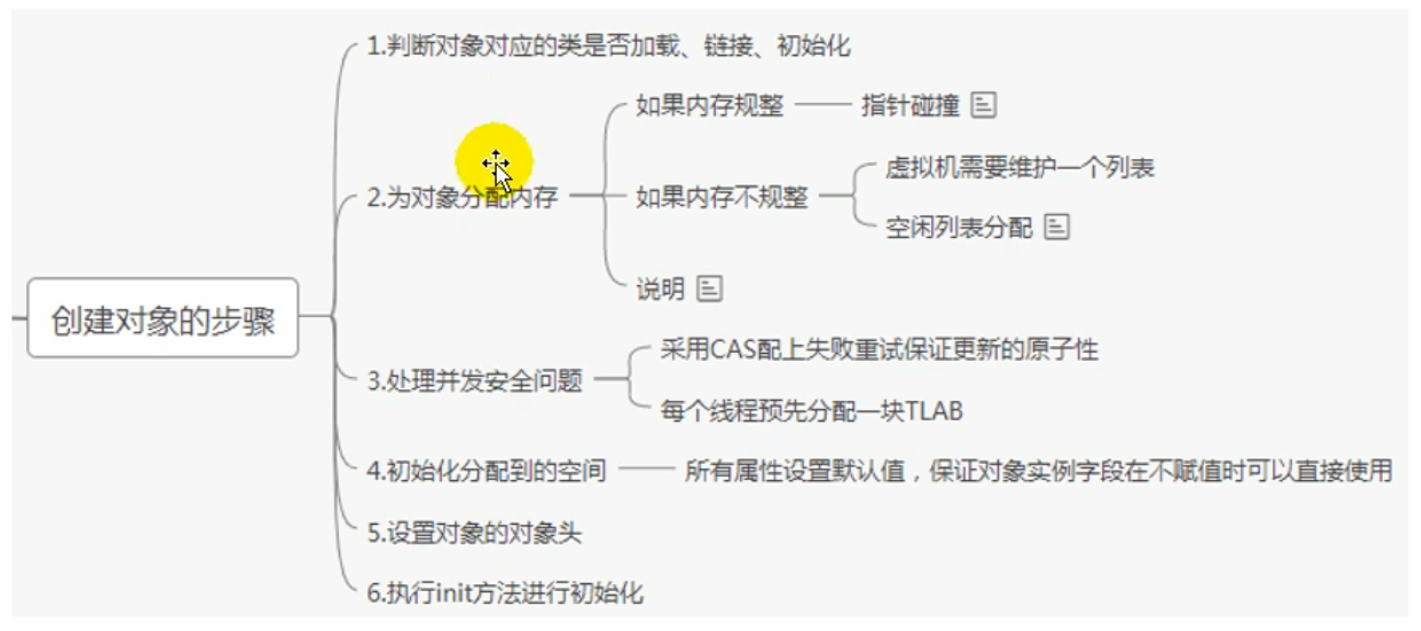 创建对象的步骤
1.判断对象对应的类是否加载、链接、初始化
2.为对象分配内存
如果内存规整
指针碰撞
如果内存不规整
虚拟机需要维护一个列表
空闲列表分配
说明
3.处理并发安全问题
采用CAS配上失败重试保证更新的原子性
每个线程预先分配一块TLAB
4.初始化分配到的空间
所有属性设置默认值，保证对象实例字段在不赋值时可以直接使用
5.设置对象的对象头
6.执行init方法进行初始化